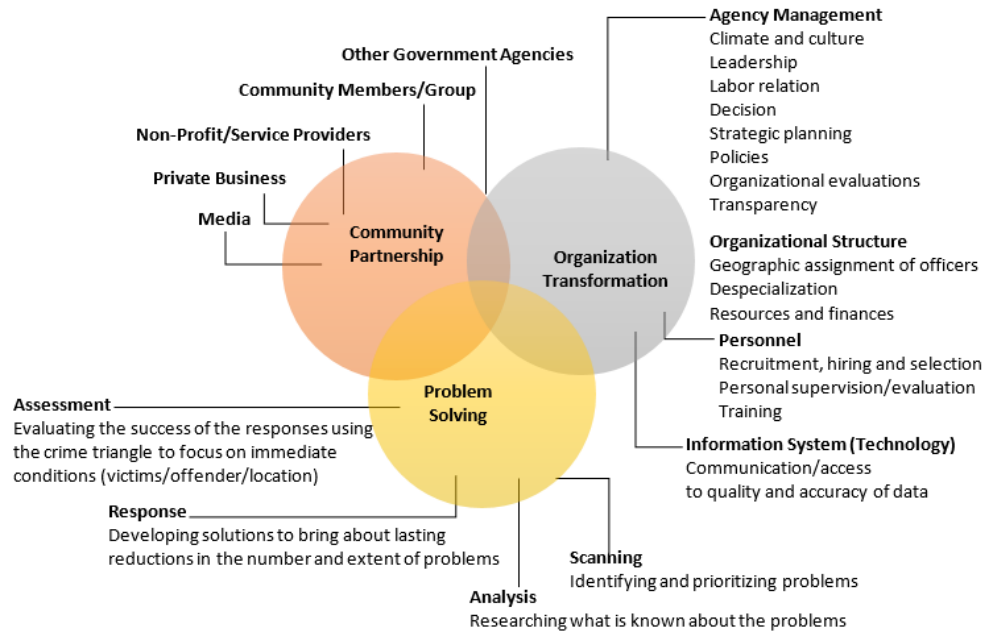 Other Government Agencies
Community Members/Group
Non-Profit/Service Providers
Private Business
Media
Community
Partnership
Organization
Transformation
Problem
Solving
Agency Management
Climate and culture
Leadership
Labor relation
Decision
Strategic planning
Policies
Organizational evaluations
Transparency
Organizational Structure
Geographic assignment of officers
Despecialization
Resources and finances
Personnel
Recruitment, hiring and selection
Personal supervision/evaluation
Training
Information System (Technology)
Communication/access
to quality and accuracy of data
Assessment
Evaluating the success of the responses using
the crime triangle to focus on immediate
conditions (victims/offender/location)
Response
Developing solutions to bring about lasting
reductions in the number and extent of problems
Scanning
Identifying and prioritizing problems
Analysis
Researching what is known about the problems